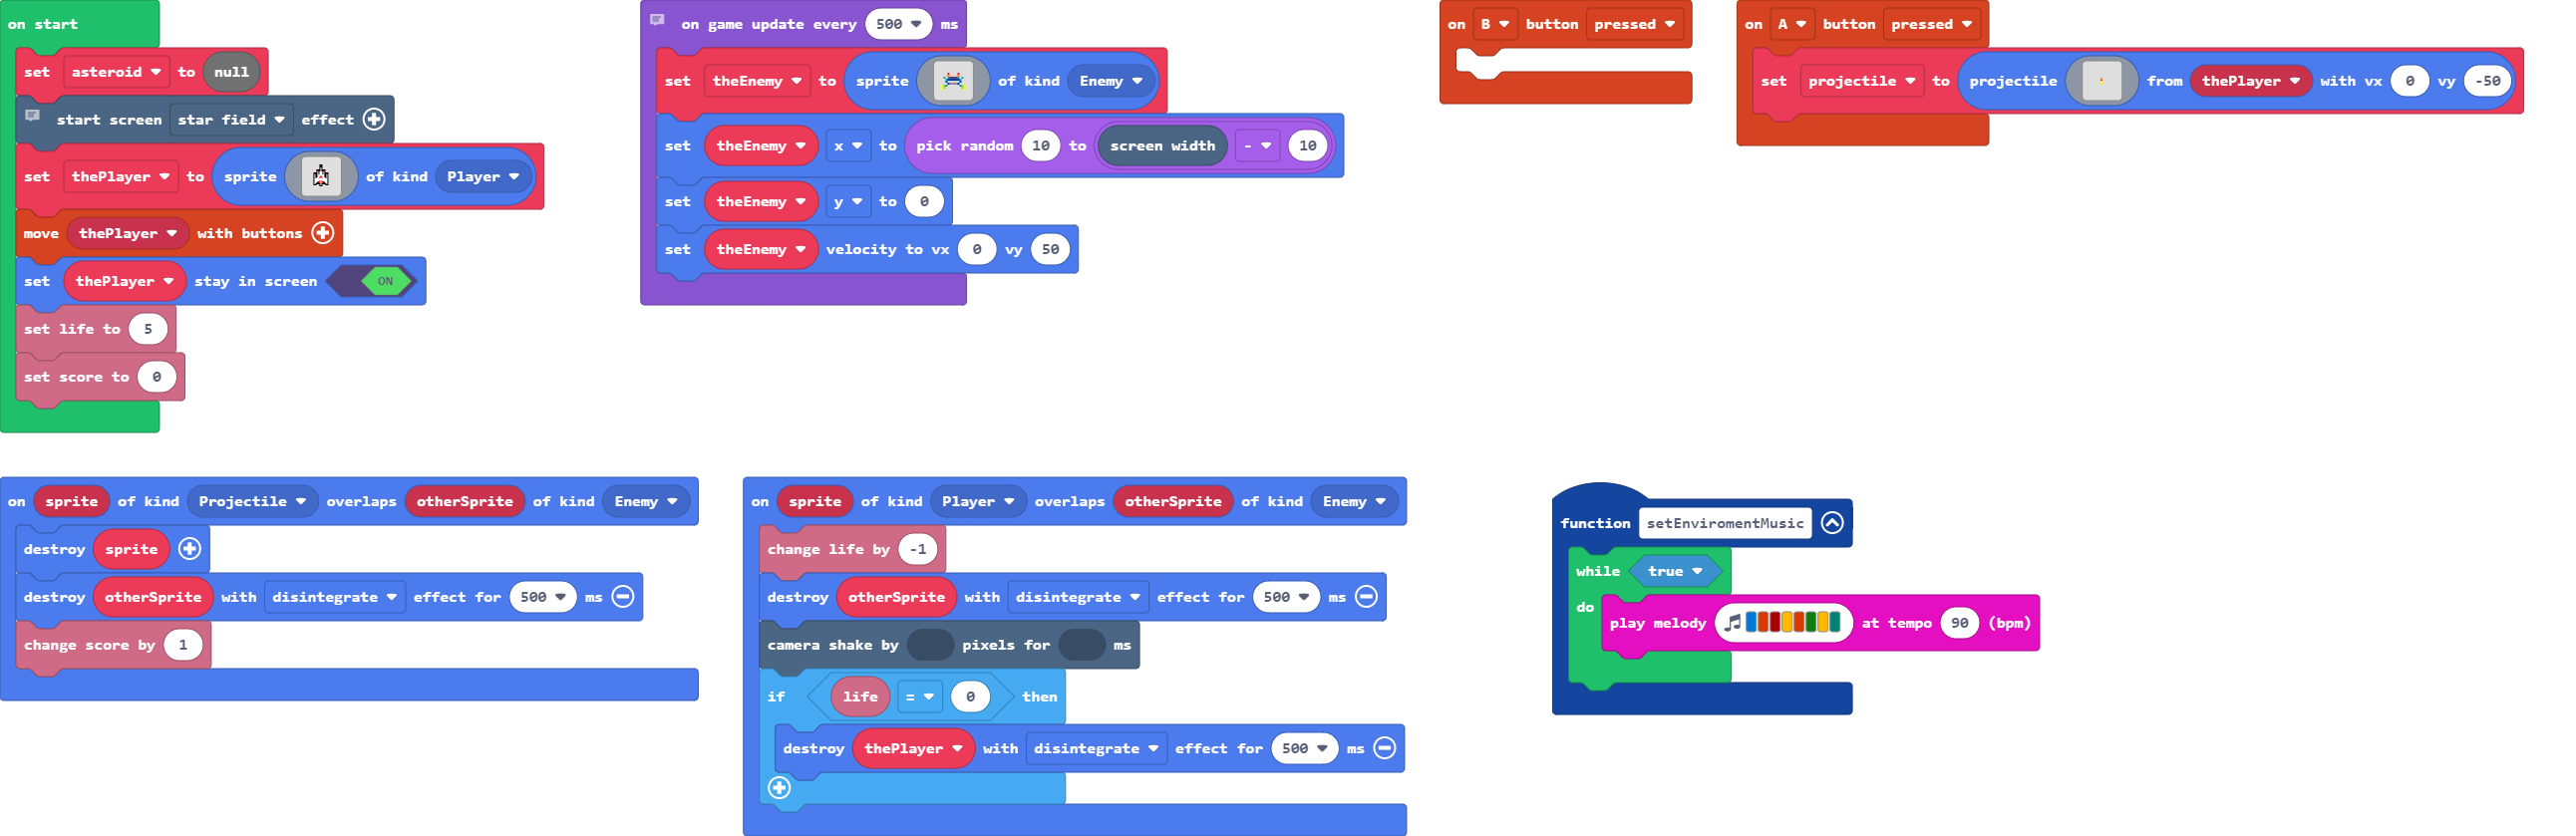 on start
set asteroid to null
start screen star field effect
set thePlayer to sprite of kind Player
move thePlayer with buttons
set thePlayer stay in screen ON
set life to 5
set score to 0
on game update every 500 ms
set theEnemy to sprite of kind Enemy
set theEnemy x to pick random 10 to screen width - 10
set theEnemy y to 0
set theEnemy velocity to vx 0 vy 50
on B button pressed
on A button pressed
set projectile to projectile from thePlayer with vx 0 vy -50
on sprite of kind Projectile overlaps otherSprite of kind Enemy
destroy sprite
destroy otherSprite with disintegrate effect for 500 ms
change score by 1
on sprite of kind Player overlaps otherSprite of kind Enemy
change life by -1
destroy otherSprite with disintegrate effect for 500 ms
camera shake by pixels for ms
if life = 0 then
destroy thePlayer with disintegrate effect for 500 ms
function setEnviromentMusic
while true
do
play melody at tempo 90 (bpm)